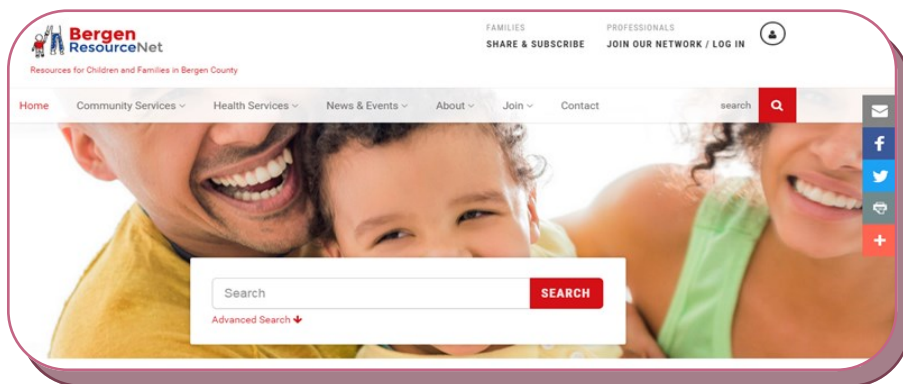 Bergen
ResourceNet
Resources for Children and Families in Bergen County
FAMILIES
SHARE & SUBSCRIBE
PROFESSIONALS
JOIN OUR NETWORK / LOG IN
Home Community Services Health Services News & Events About Join Contact search
Search SEARCH
Advanced Search